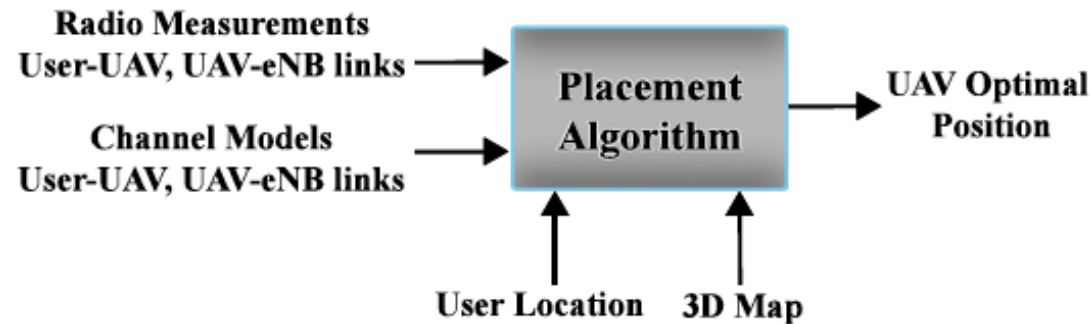 Radio Measurements
User-UAV, UAV-eNB links
Channel Models
User-UAV, UAV-eNB links
Placement
Algorithm
UAV Optimal
Position
User Location
3D Map